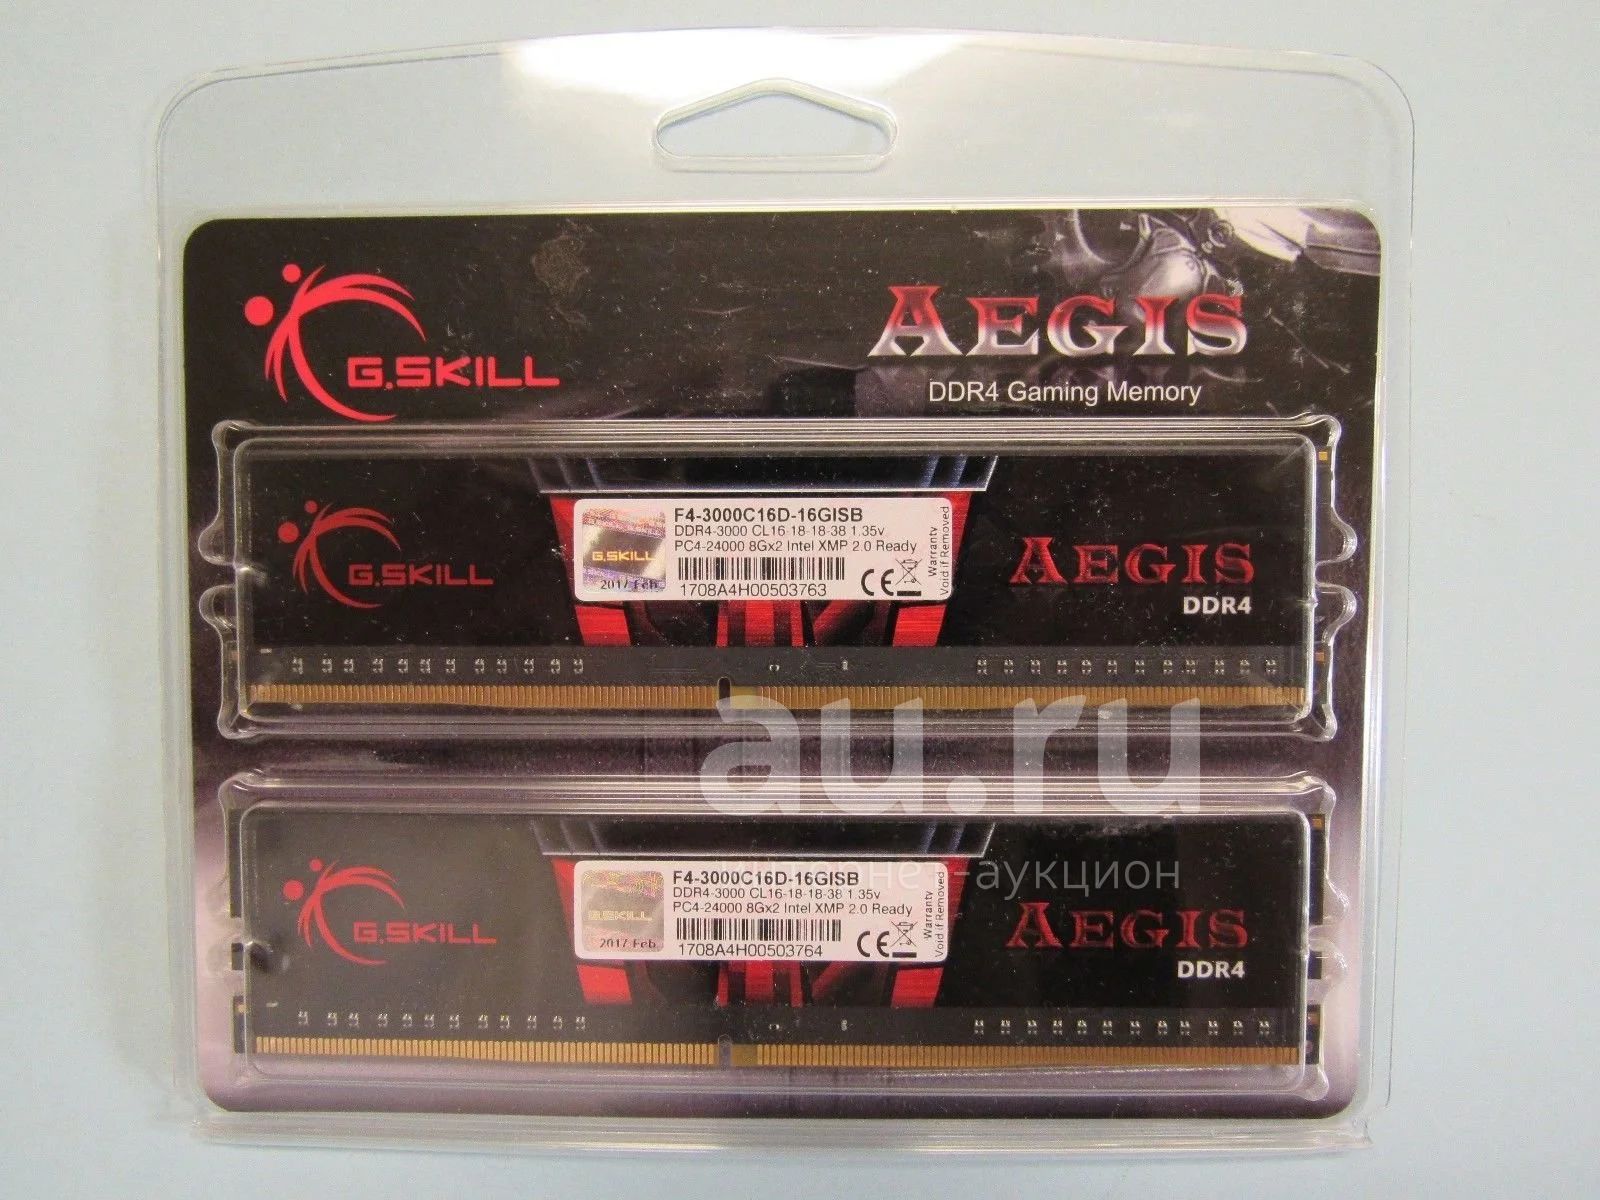 G.SKILL
AEGIS
DDR4 Gaming Memory
G.SKILL
G.SKILL
2017 Feb
F4-3000C16D-16GISB
DDR4-3000 CL16-18-18-38 1.35v
PC4-24000 8Gx2 Intel XMP 2.0 Ready
1708A4H00503763
CE
Warranty
Void if Removed
AEGIS
DDR4
au.ru
интернет-аукцион
G.SKILL
G.SKILL
2017 Feb
F4-3000C16D-16GISB
DDR4-3000 CL16-18-18-38 1.35v
PC4-24000 8Gx2 Intel XMP 2.0 Ready
1708A4H00503764
CE
Warranty
Void if Removed
AEGIS
DDR4